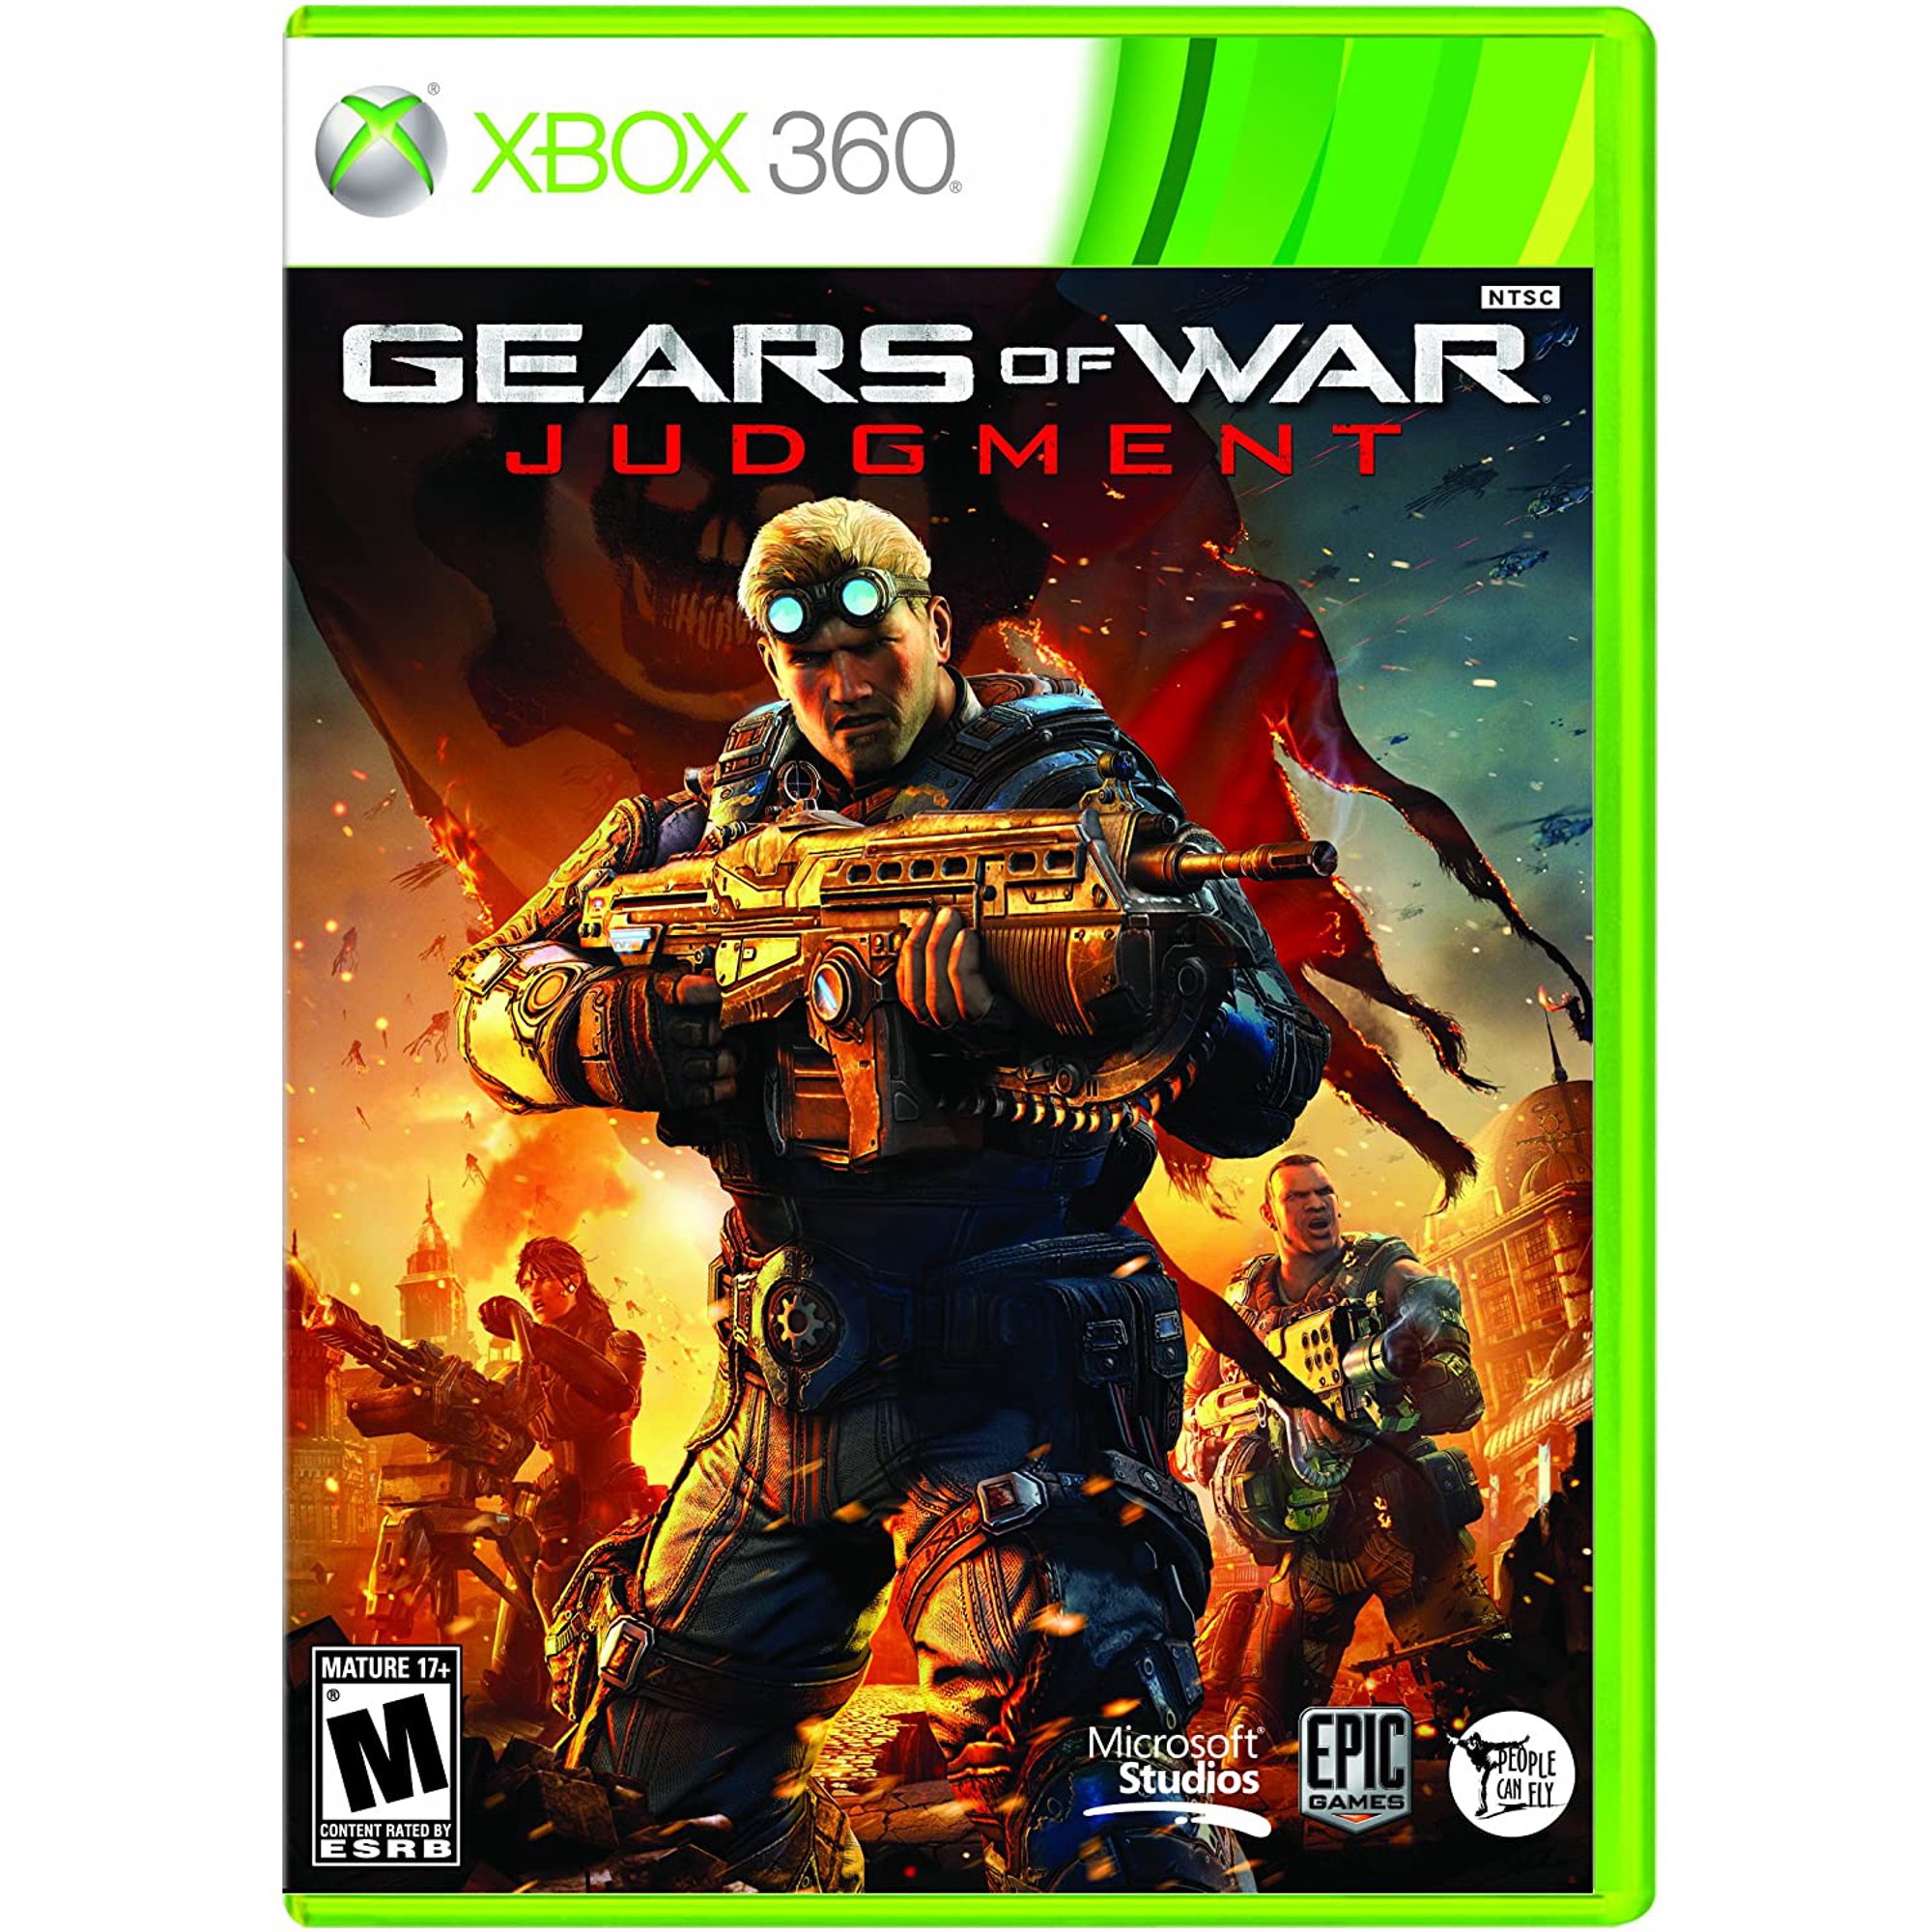 XBOX 360®
NTSC
GEARS OF WAR®
JUDGMENT
MATURE 17+
®
M
CONTENT RATED BY
ESRB
Microsoft®
Studios
EPIC
GAMES
PEOPLE
CAN FLY